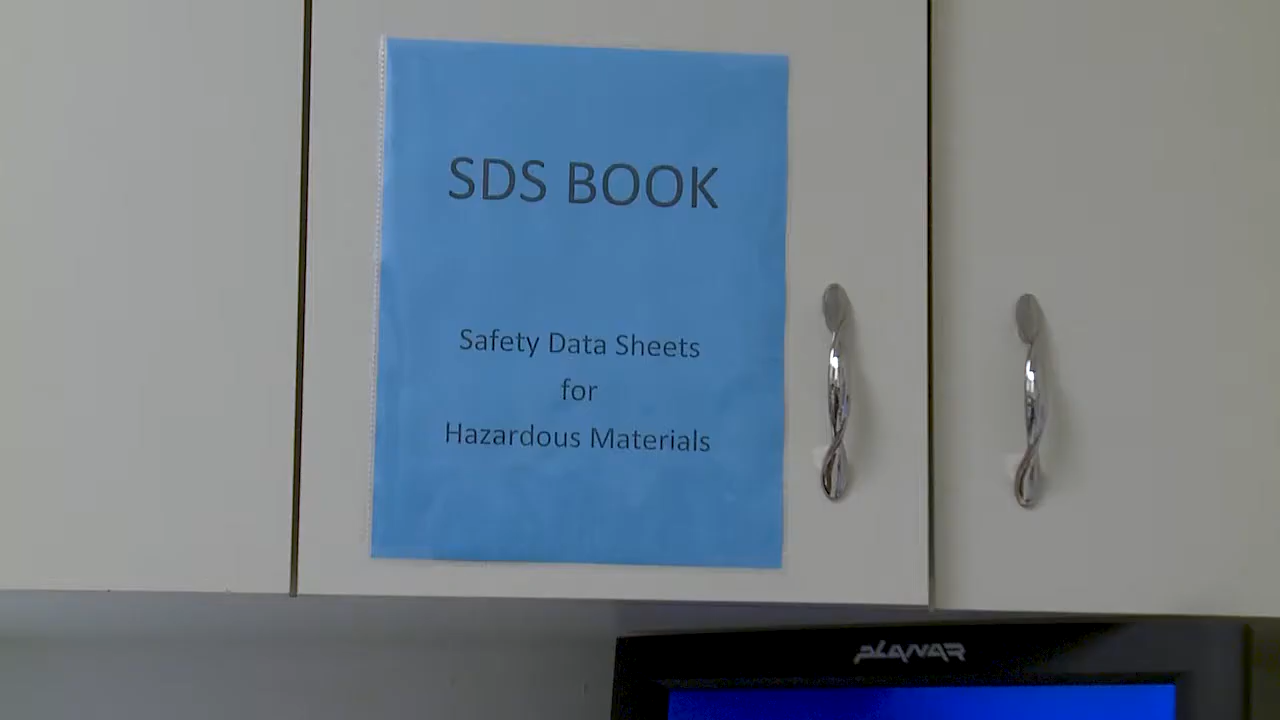 SDS BOOK
Safety Data Sheets
for
Hazardous Materials
PLANAR